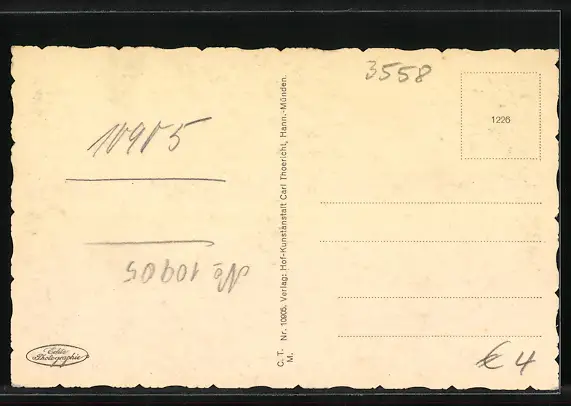 10905
No 10905
Echte
Photographie
C. T. Nr. 10905. Verlag: Hof-Kunstanstalt Carl Thoericht, Hann.-Münden.
M.
3558
1226
€ 4